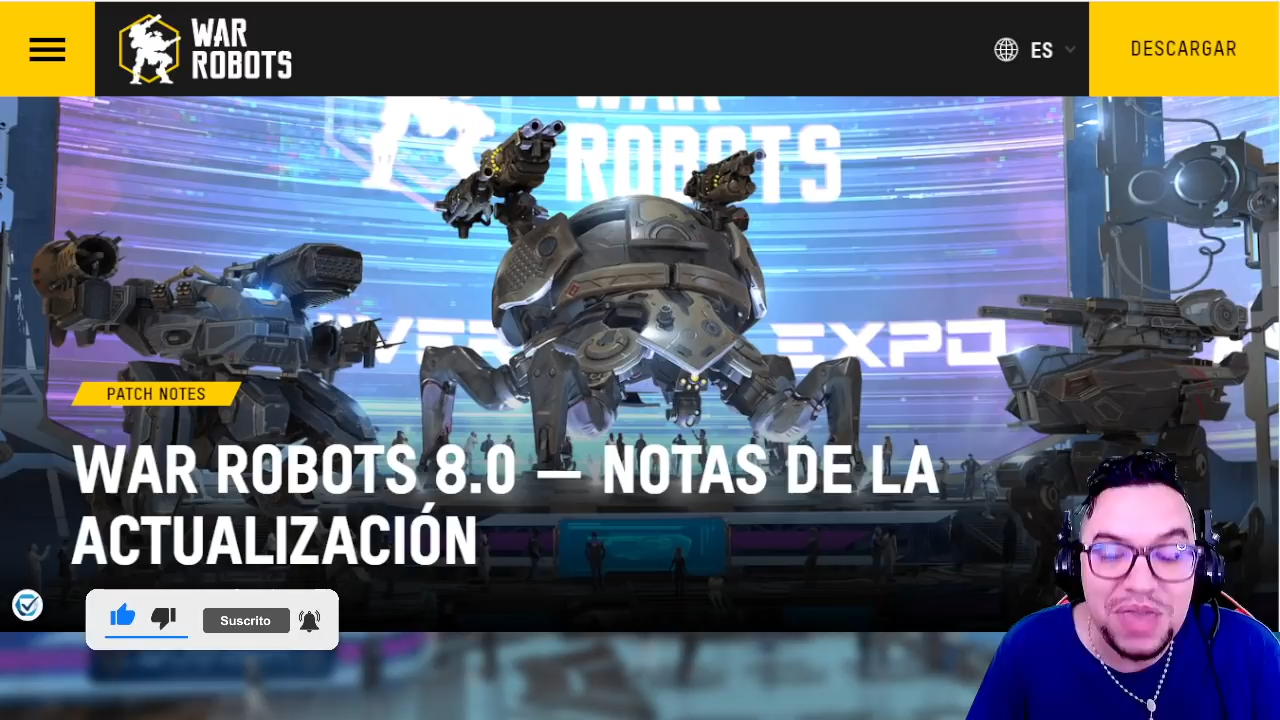 WAR
ROBOTS
ES
DESCARGAR
WAR
ROBOTS
EXPO
PATCH NOTES
WAR ROBOTS 8.0 — NOTAS DE LA
ACTUALIZACIÓN
Suscrito